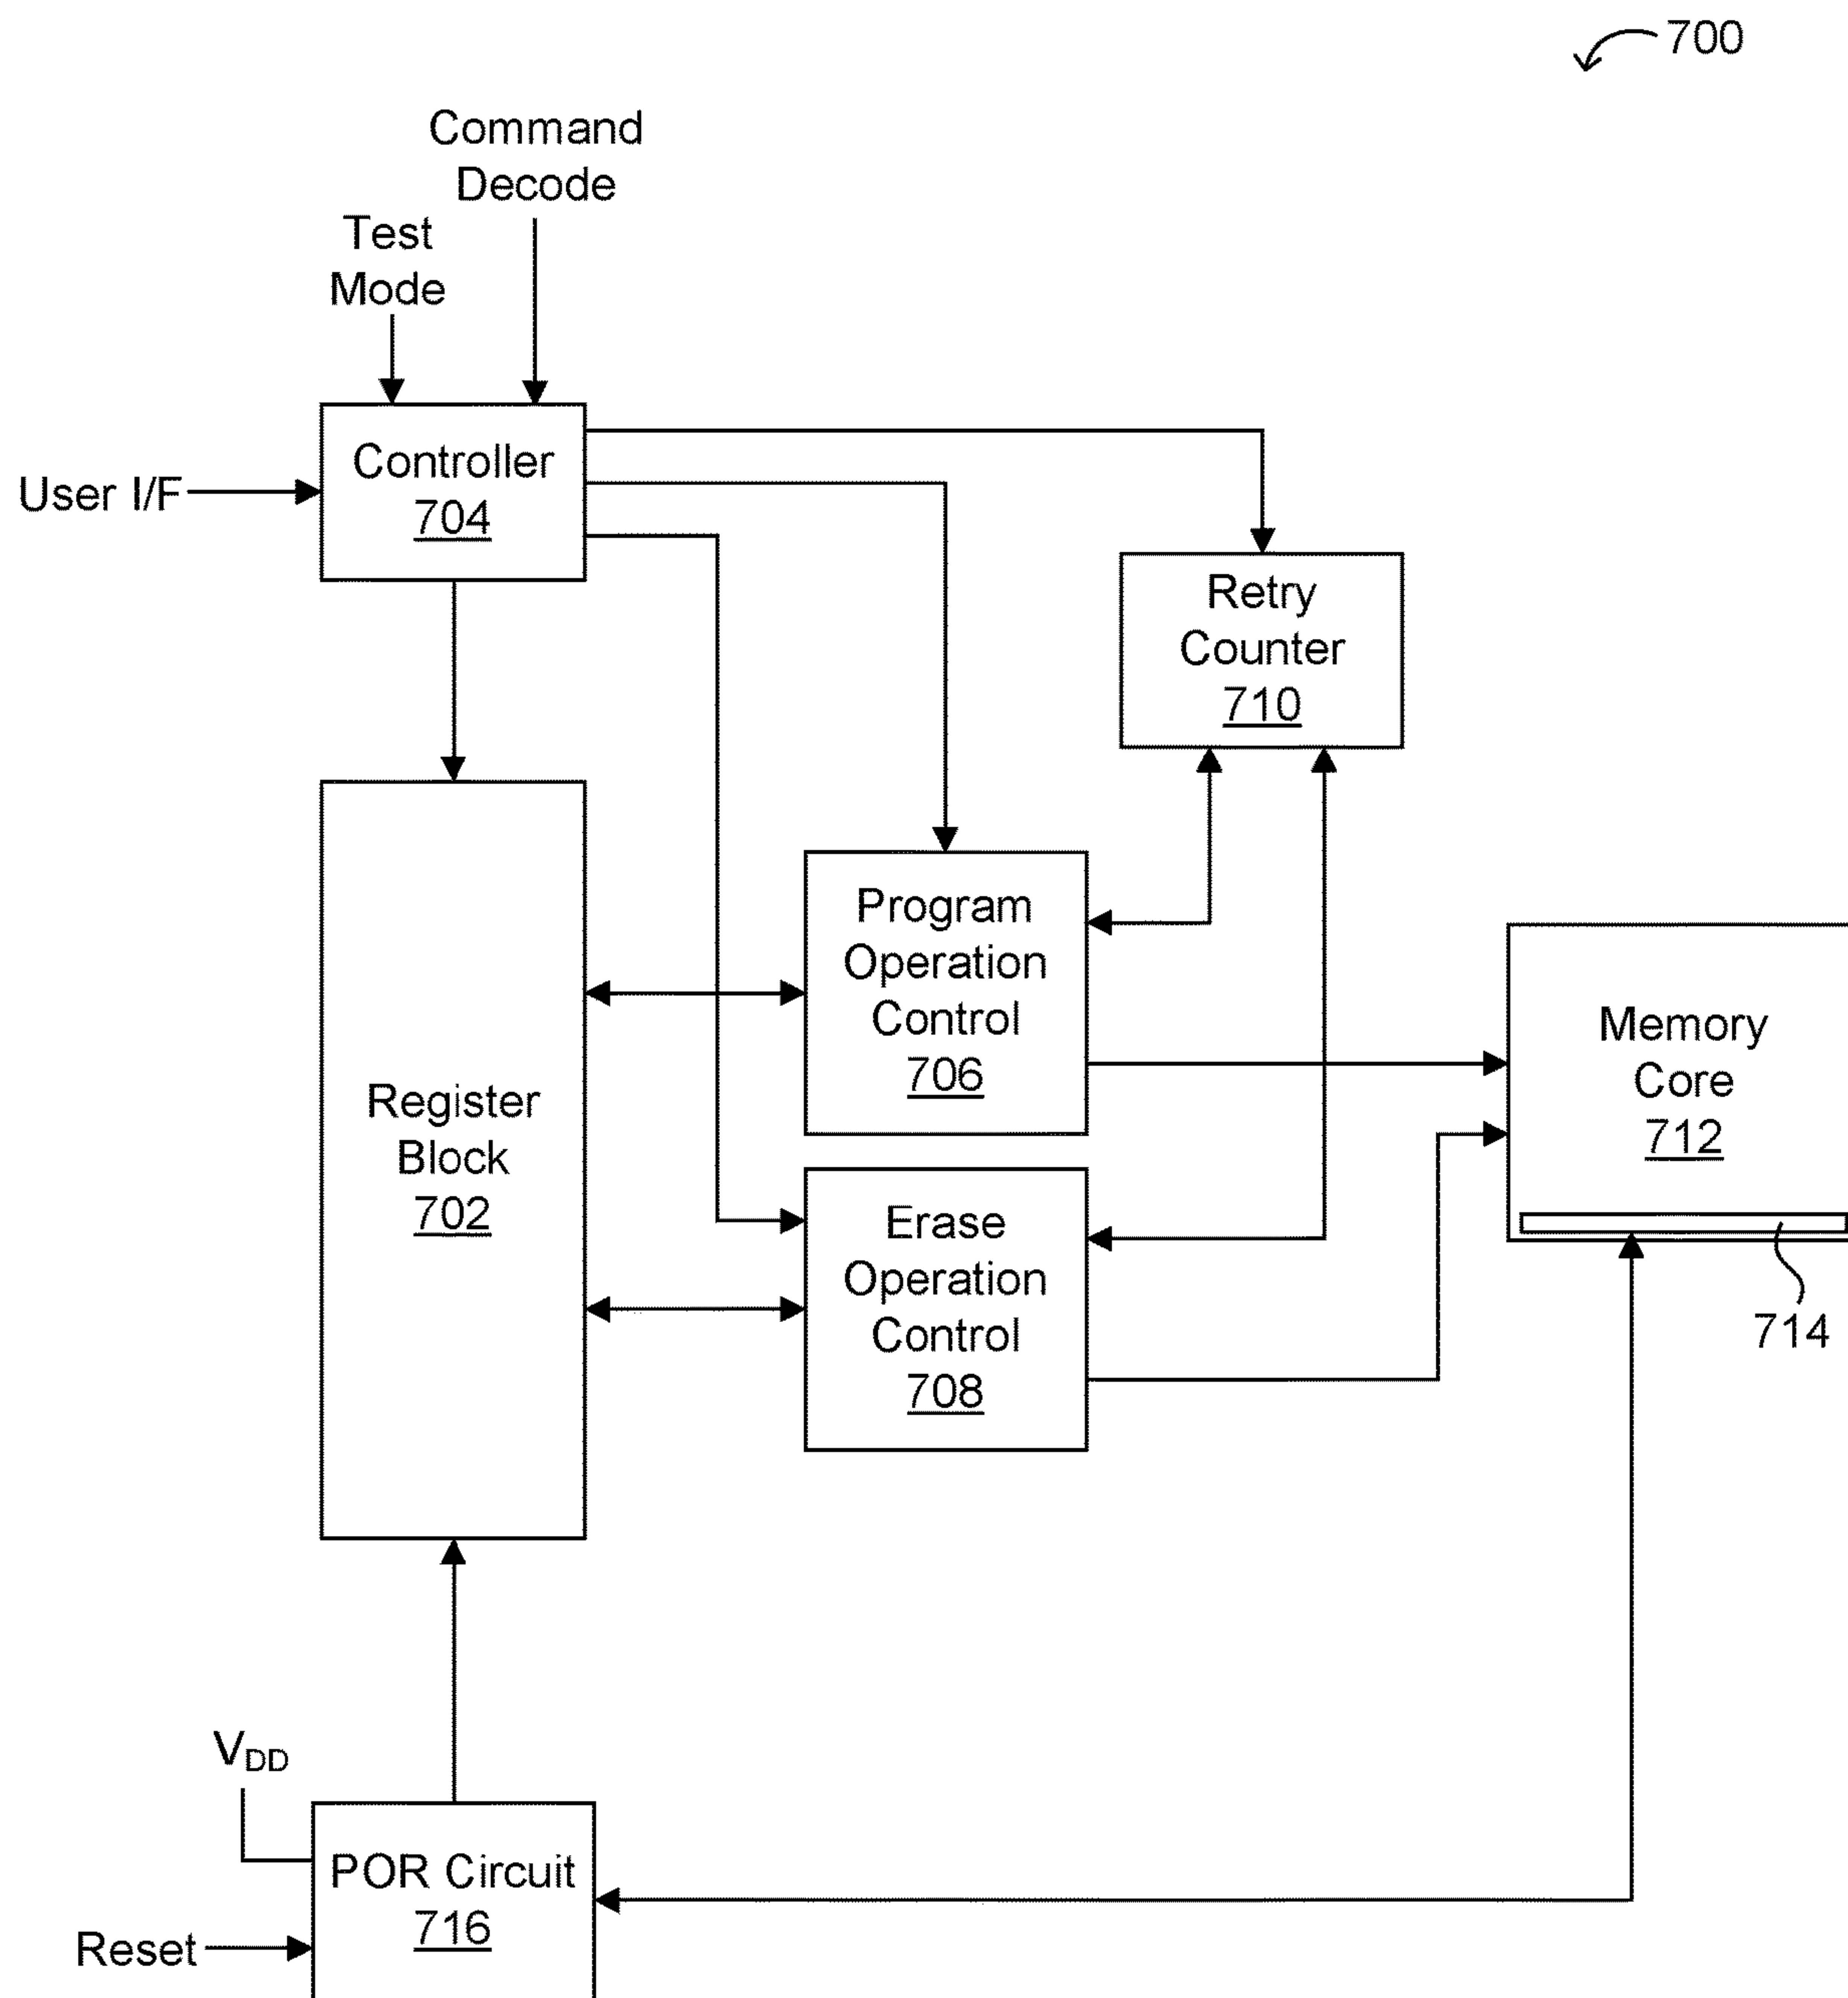 700
Command
Decode
Test
Mode
Controller
704
User I/F
Retry
Counter
710
Program
Operation
Control
706
Memory
Core
712
Register
Block
702
Erase
Operation
Control
708
714
VDD
POR Circuit
716
Reset